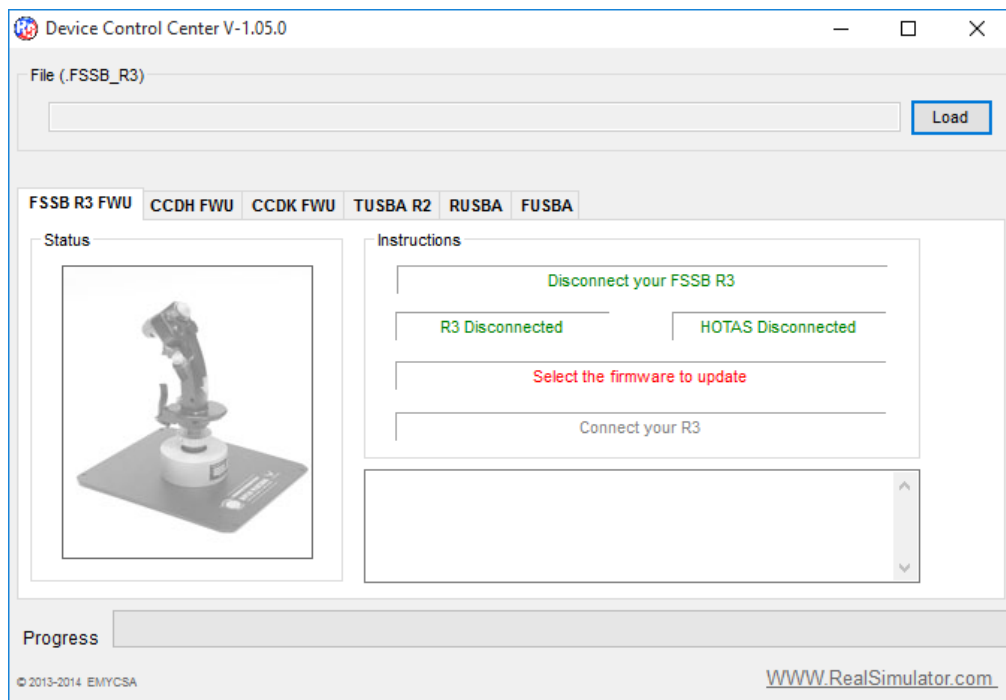 Device Control Center V-1.05.0
File (.FSSB_R3)
Load
FSSB R3 FWU CCDH FWU CCDK FWU TUSBA R2 RUSBA FUSBA
Status
Instructions
Disconnect your FSSB R3
R3 Disconnected HOTAS Disconnected
Select the firmware to update
Connect your R3
Progress
© 2013-2014 EMYCSA
WWW.RealSimulator.com